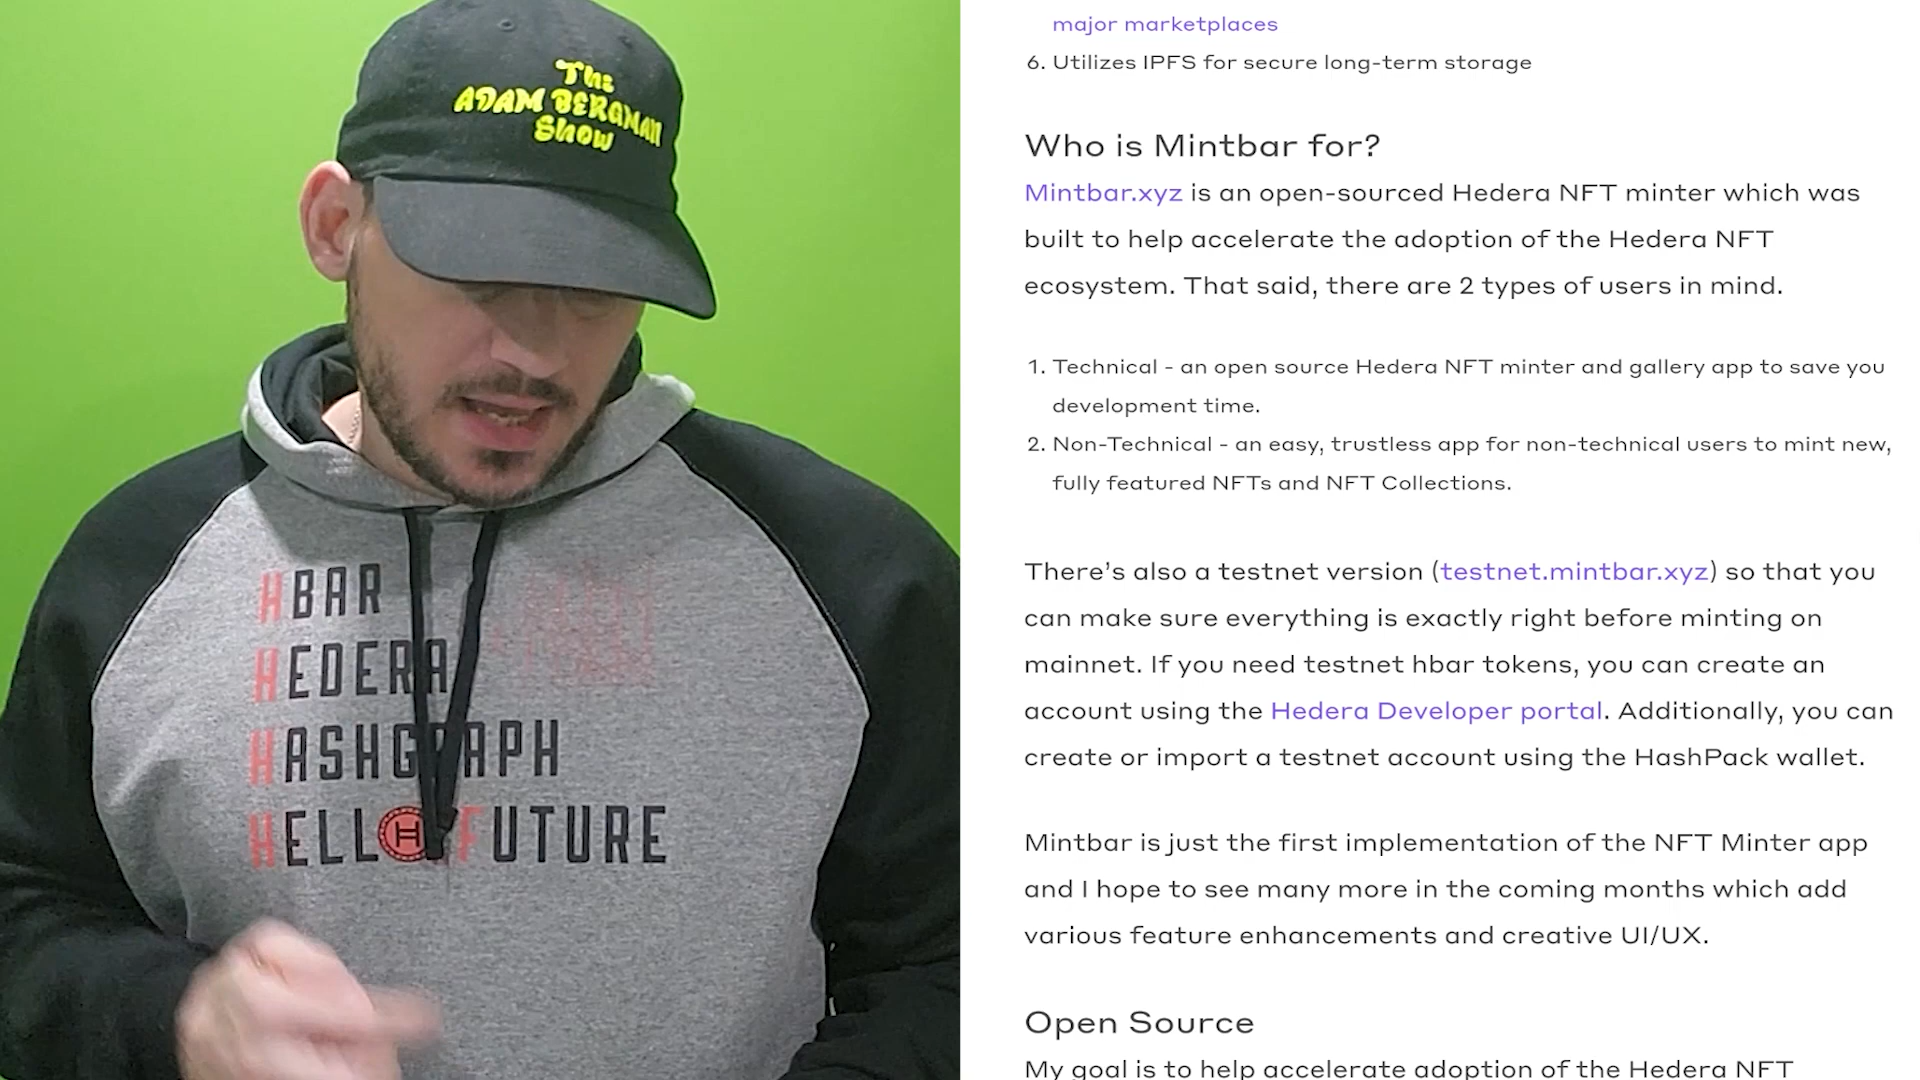 The
ADAM BERGMAN
Show
HBAR
HEDERA
HASHGRAPH
HELLO FUTURE
major marketplaces
6. Utilizes IPFS for secure long-term storage
Who is Mintbar for?
Mintbar.xyz is an open-sourced Hedera NFT minter which was
built to help accelerate the adoption of the Hedera NFT
ecosystem. That said, there are 2 types of users in mind.
1. Technical - an open source Hedera NFT minter and gallery app to save you
development time.
2. Non-Technical - an easy, trustless app for non-technical users to mint new,
fully featured NFTs and NFT Collections.
There’s also a testnet version (testnet.mintbar.xyz) so that you
can make sure everything is exactly right before minting on
mainnet. If you need testnet hbar tokens, you can create an
account using the Hedera Developer portal. Additionally, you can
create or import a testnet account using the HashPack wallet.
Mintbar is just the first implementation of the NFT Minter app
and I hope to see many more in the coming months which add
various feature enhancements and creative UI/UX.
Open Source
My goal is to help accelerate adoption of the Hedera NFT